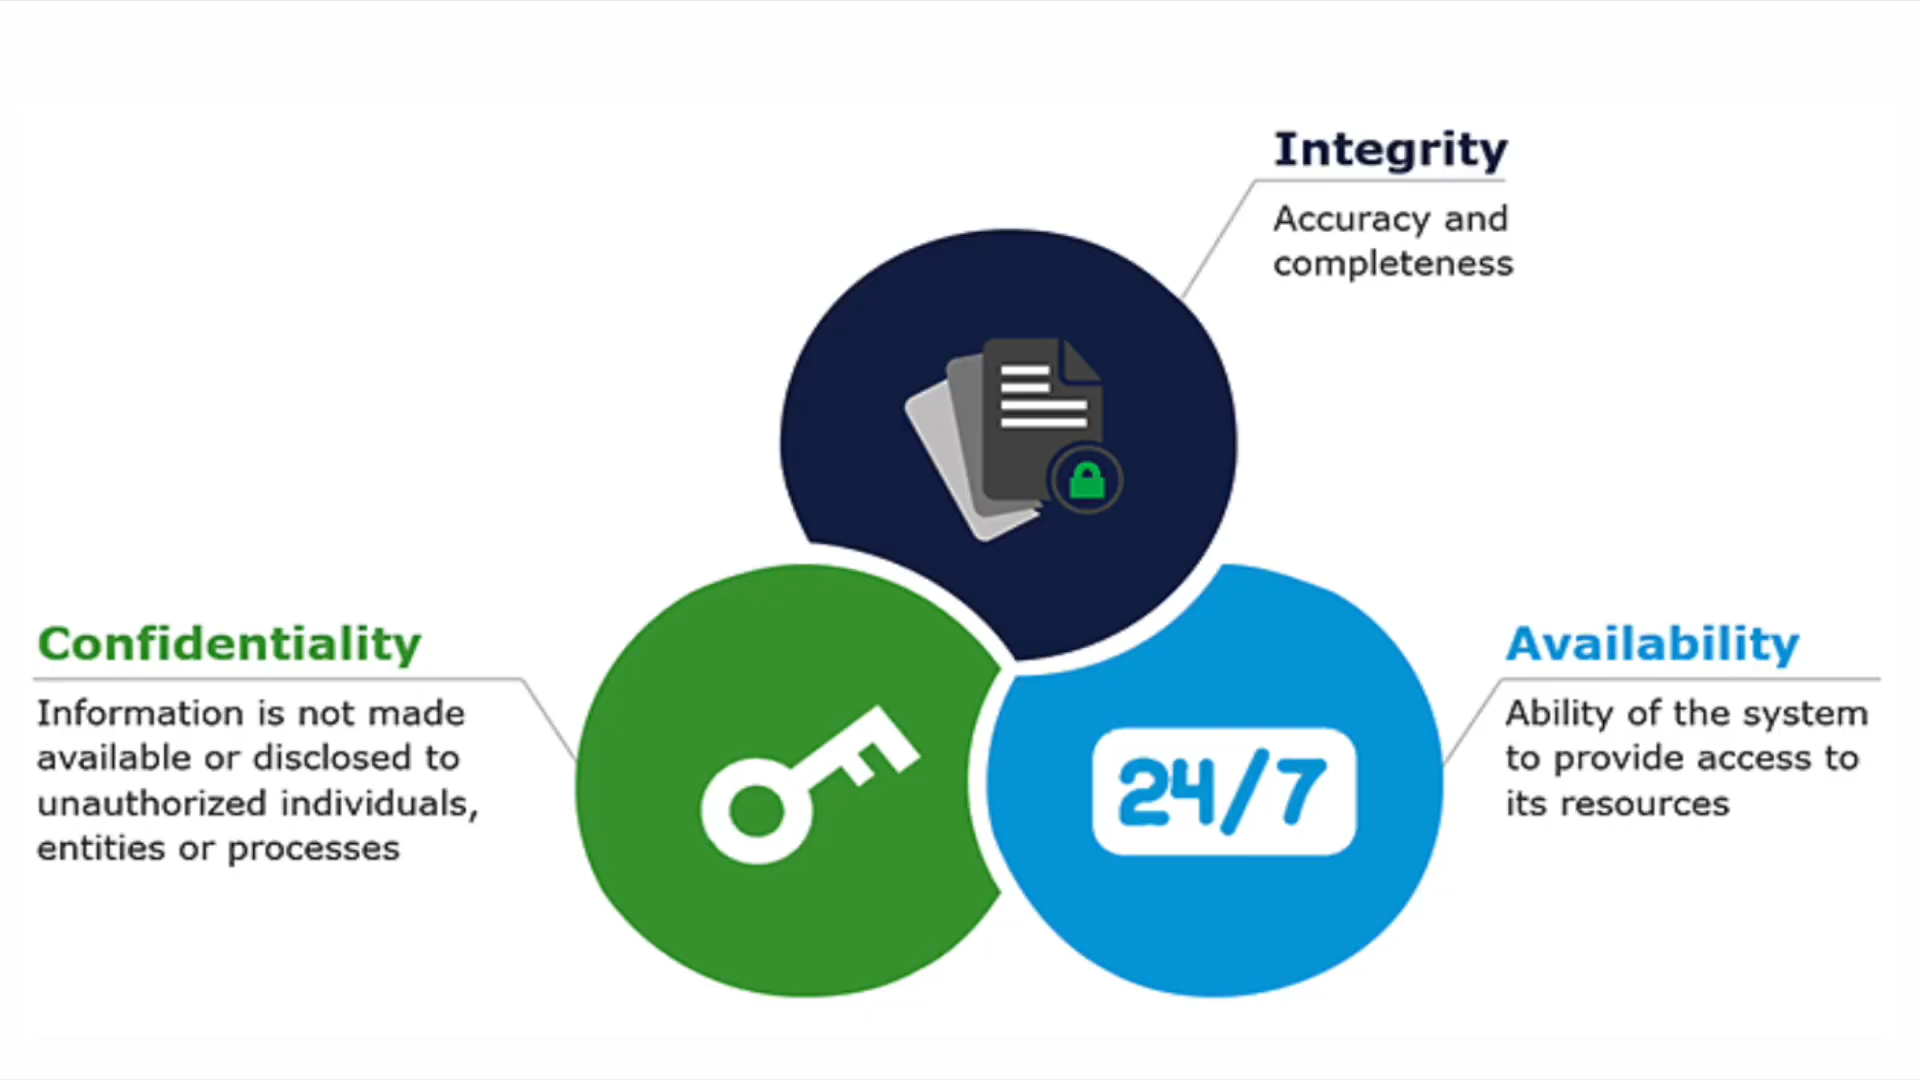 Integrity
Accuracy and
completeness
Confidentiality
Information is not made
available or disclosed to
unauthorized individuals,
entities or processes
24/7
Availability
Ability of the system
to provide access to
its resources